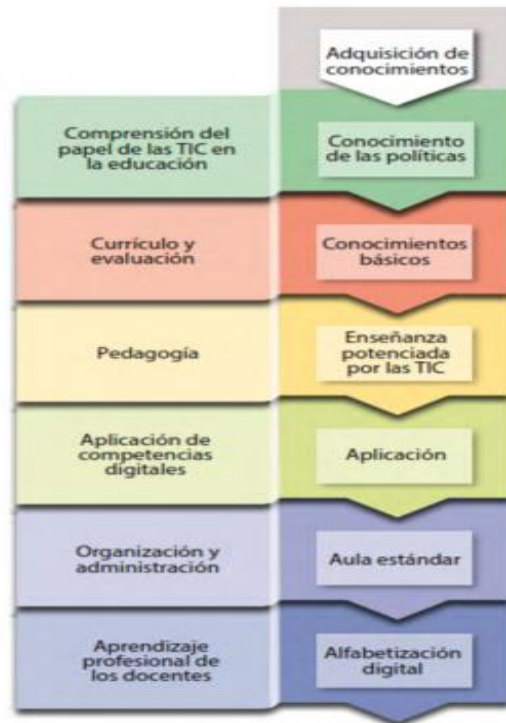 Adquisición de
conocimientos
Comprensión del
papel de las TIC en
la educación
Conocimiento
de las políticas
Currículo y
evaluación
Conocimientos
básicos
Pedagogía
Enseñanza
potenciada
por las TIC
Aplicación de
competencias
digitales
Aplicación
Organización y
administración
Aula estándar
Aprendizaje
profesional de
los docentes
Alfabetización
digital